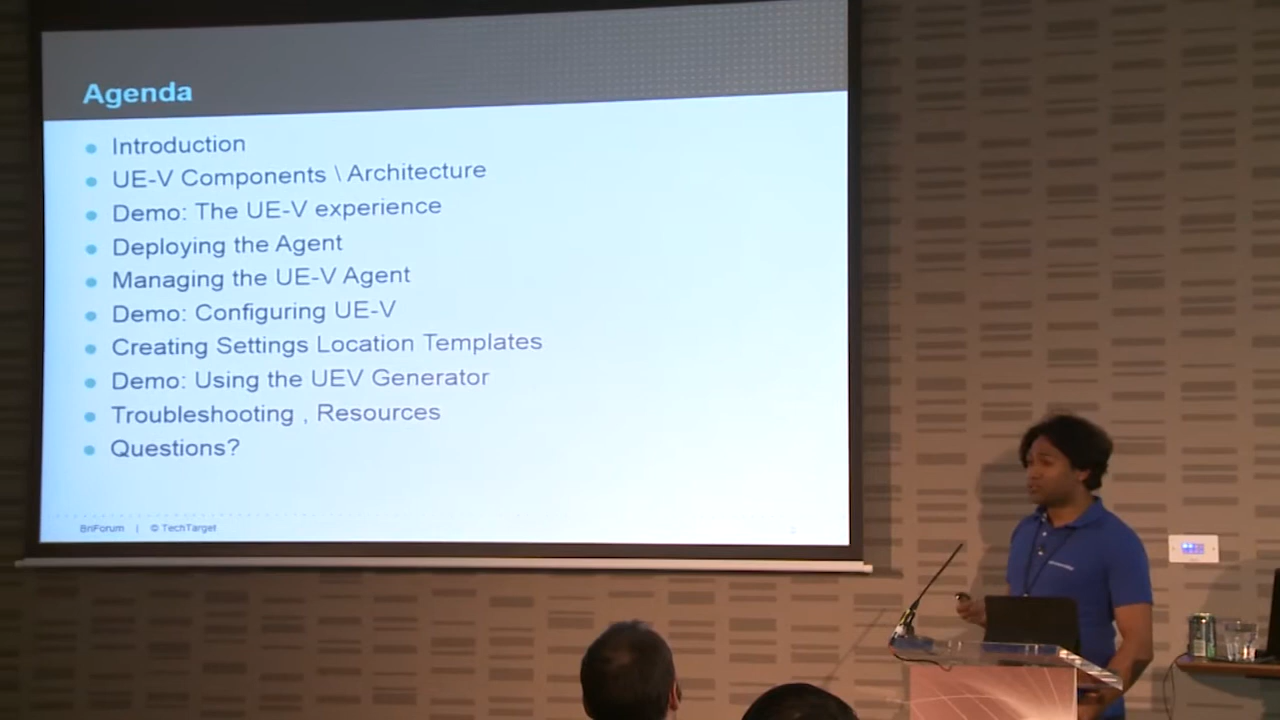 Agenda
Introduction
UE-V Components \ Architecture
Demo: The UE-V experience
Deploying the Agent
Managing the UE-V Agent
Demo: Configuring UE-V
Creating Settings Location Templates
Demo: Using the UEV Generator
Troubleshooting , Resources
Questions?
BriForum | © TechTarget